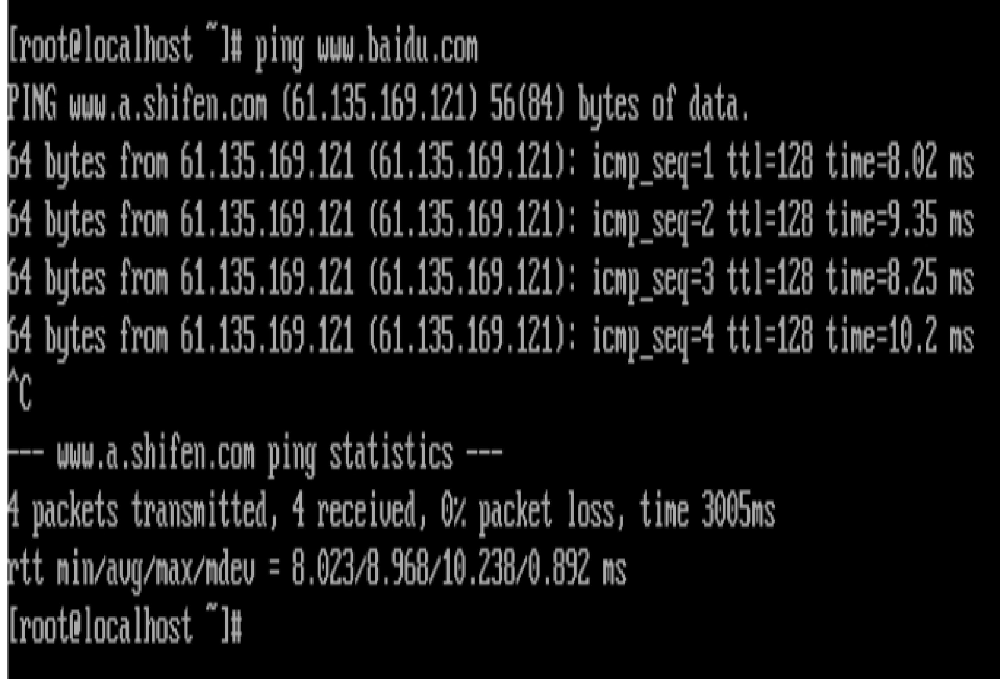 [root@localhost ~]# ping www.baidu.com
PING www.a.shifen.com (61.135.169.121) 56(84) bytes of data.
64 bytes from 61.135.169.121 (61.135.169.121): icmp_seq=1 ttl=128 time=8.02 ms
64 bytes from 61.135.169.121 (61.135.169.121): icmp_seq=2 ttl=128 time=9.35 ms
64 bytes from 61.135.169.121 (61.135.169.121): icmp_seq=3 ttl=128 time=8.25 ms
64 bytes from 61.135.169.121 (61.135.169.121): icmp_seq=4 ttl=128 time=10.2 ms
^C
--- www.a.shifen.com ping statistics ---
4 packets transmitted, 4 received, 0% packet loss, time 3005ms
rtt min/avg/max/mdev = 8.023/8.968/10.238/0.892 ms
[root@localhost ~]#